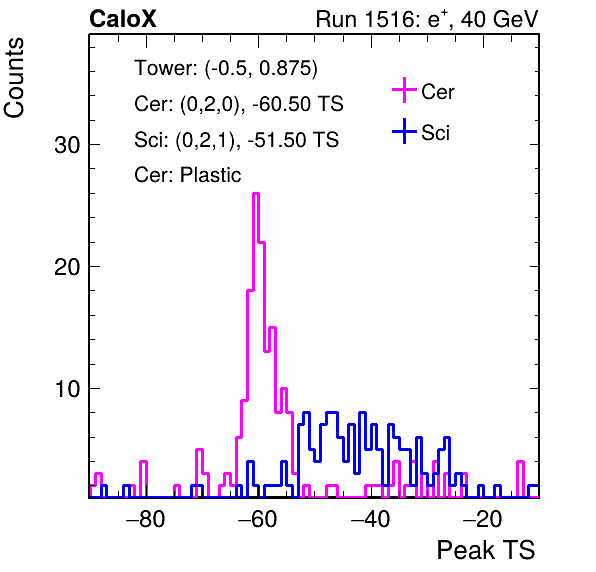 CaloX Run 1516: e⁺, 40 GeV
Counts
Tower: (-0.5, 0.875)
Cer: (0,2,0), -60.50 TS
Sci: (0,2,1), -51.50 TS
Cer: Plastic
Cer
Sci
30
20
10
−80 −60 −40 −20
Peak TS